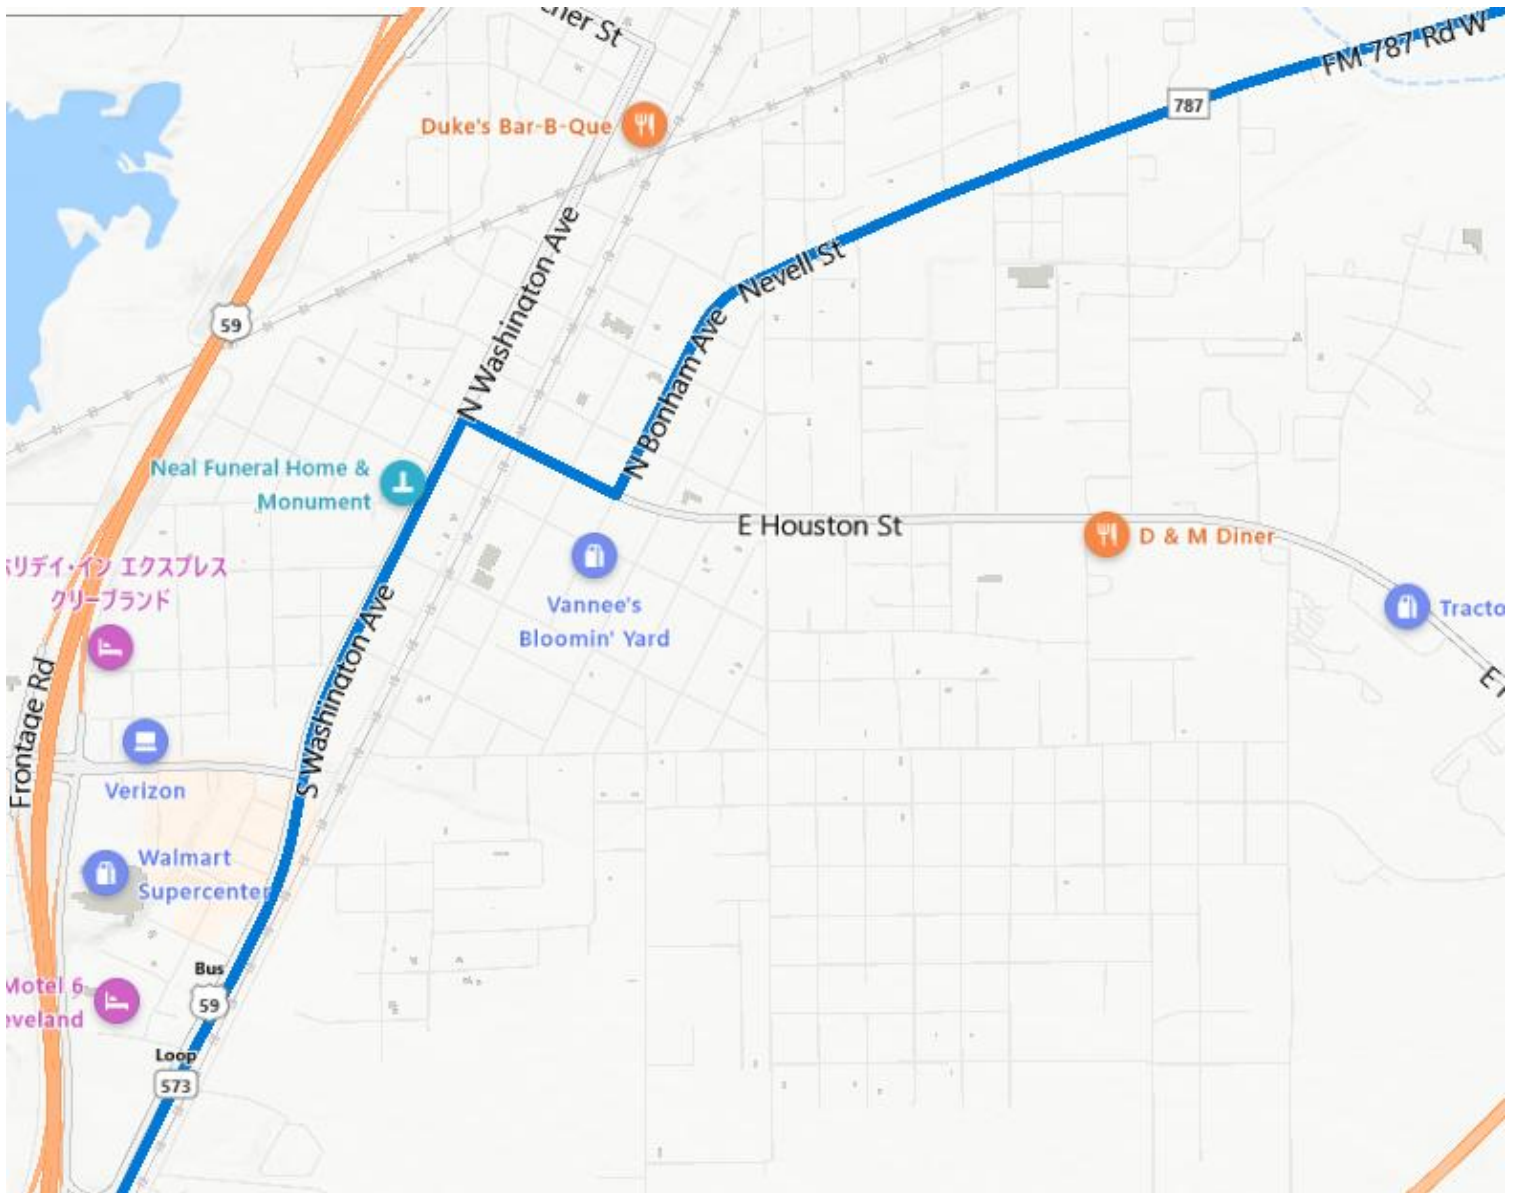 cher St
FM 787 Rd W
787
Duke's Bar-B-Que
N Washington Ave
Nevell St
59
N Bonham Ave
Neal Funeral Home &
Monument
E Houston St
D & M Diner
リデイ・イン エクスプレス
クリーブランド
Vannee's
Bloomin' Yard
Tracto
S Washington Ave
Frontage Rd
E
Verizon
Walmart
Supercenter
Bus
59
Motel 6
eveland
Loop
573